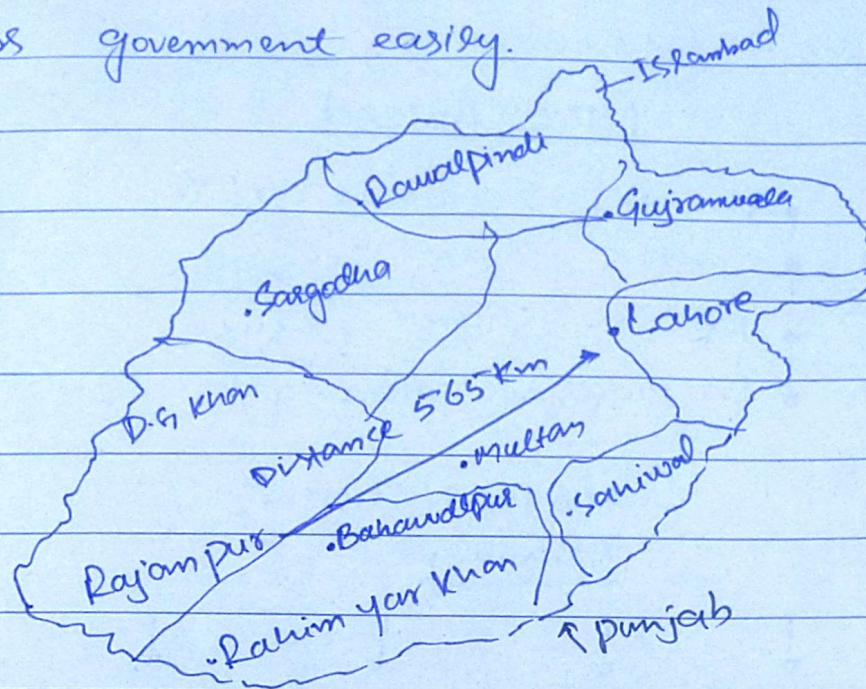 os government easily.
Islambad
Rawalpindi
Gujranwala
Sargodha
Lahore
D.G Khan
Distance 565 Km
Multan
Sahiwal
Bahawalpur
Rajanpur
Rahim yar Khan
↑ punjab